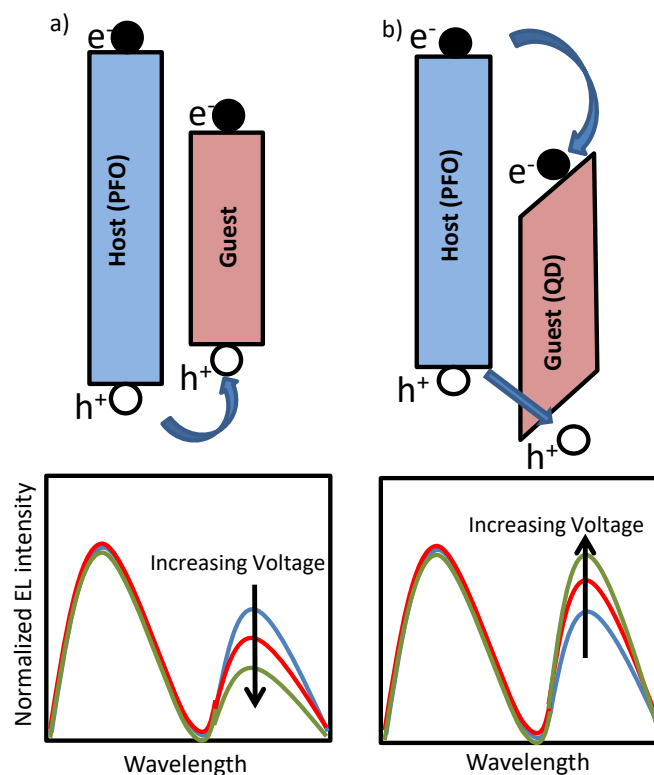 a)
e⁻
e⁻
Host (PFO)
Guest
h⁺
h⁺
b)
e⁻
e⁻
Host (PFO)
Guest (QD)
h⁺
h⁺
Normalized EL intensity
Increasing Voltage
Wavelength
Increasing Voltage
Wavelength